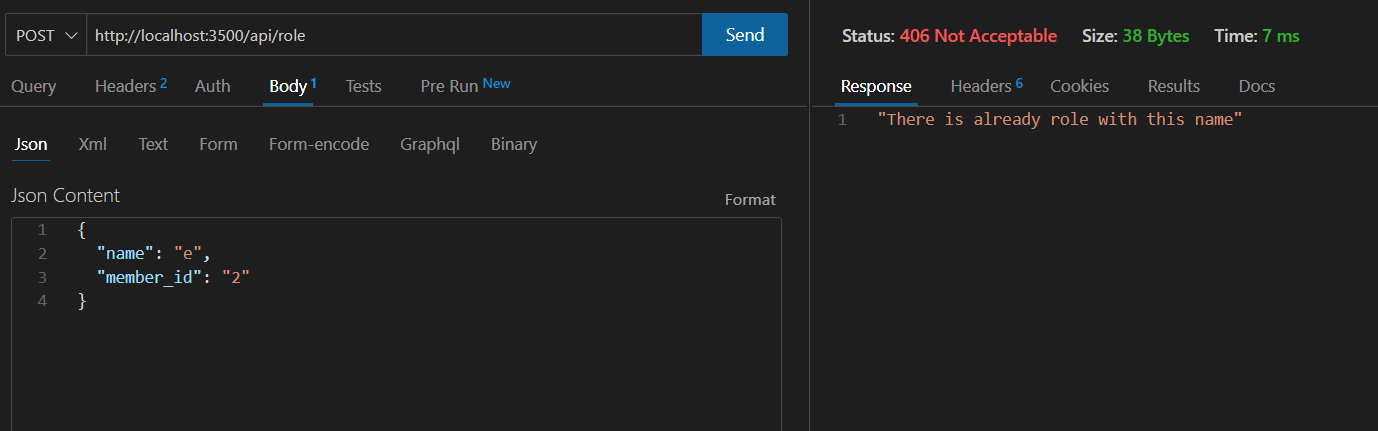 POST http://localhost:3500/api/role Send
Query Headers 2 Auth Body 1 Tests Pre Run New
Json Xml Text Form Form-encode Graphql Binary
Json Content Format
1 {
2 "name": "e",
3 "member_id": "2"
4 }
Status: 406 Not Acceptable Size: 38 Bytes Time: 7 ms
Response Headers 6 Cookies Results Docs
1 "There is already role with this name"